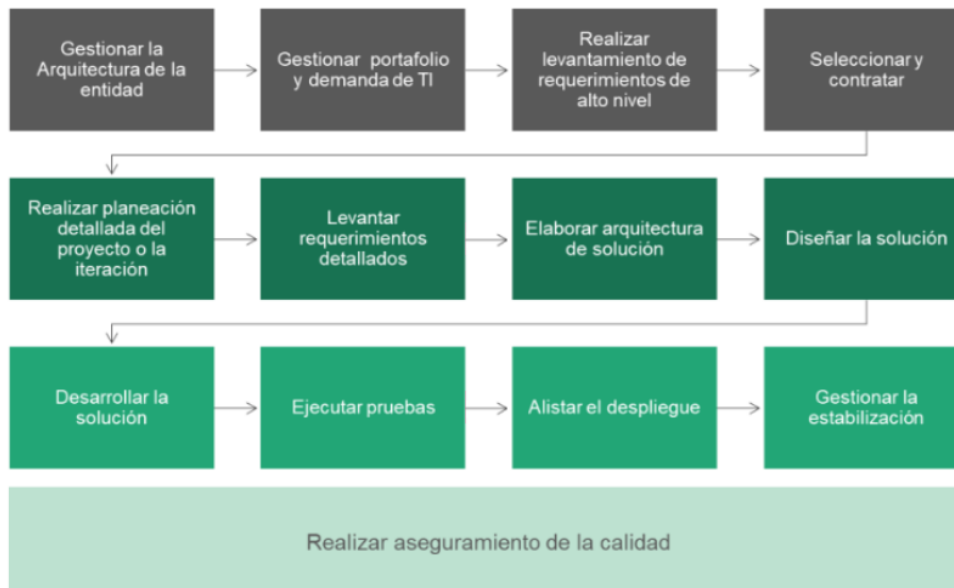 Gestionar la
Arquitectura de la
entidad
Gestionar portafolio
y demanda de TI
Realizar
levantamiento de
requerimientos de
alto nivel
Seleccionar y
contratar
Realizar planeación
detallada del
proyecto o la
iteración
Levantar
requerimientos
detallados
Elaborar arquitectura
de solución
Diseñar la solución
Desarrollar la
solución
Ejecutar pruebas
Alistar el despliegue
Gestionar la
estabilización
Realizar aseguramiento de la calidad